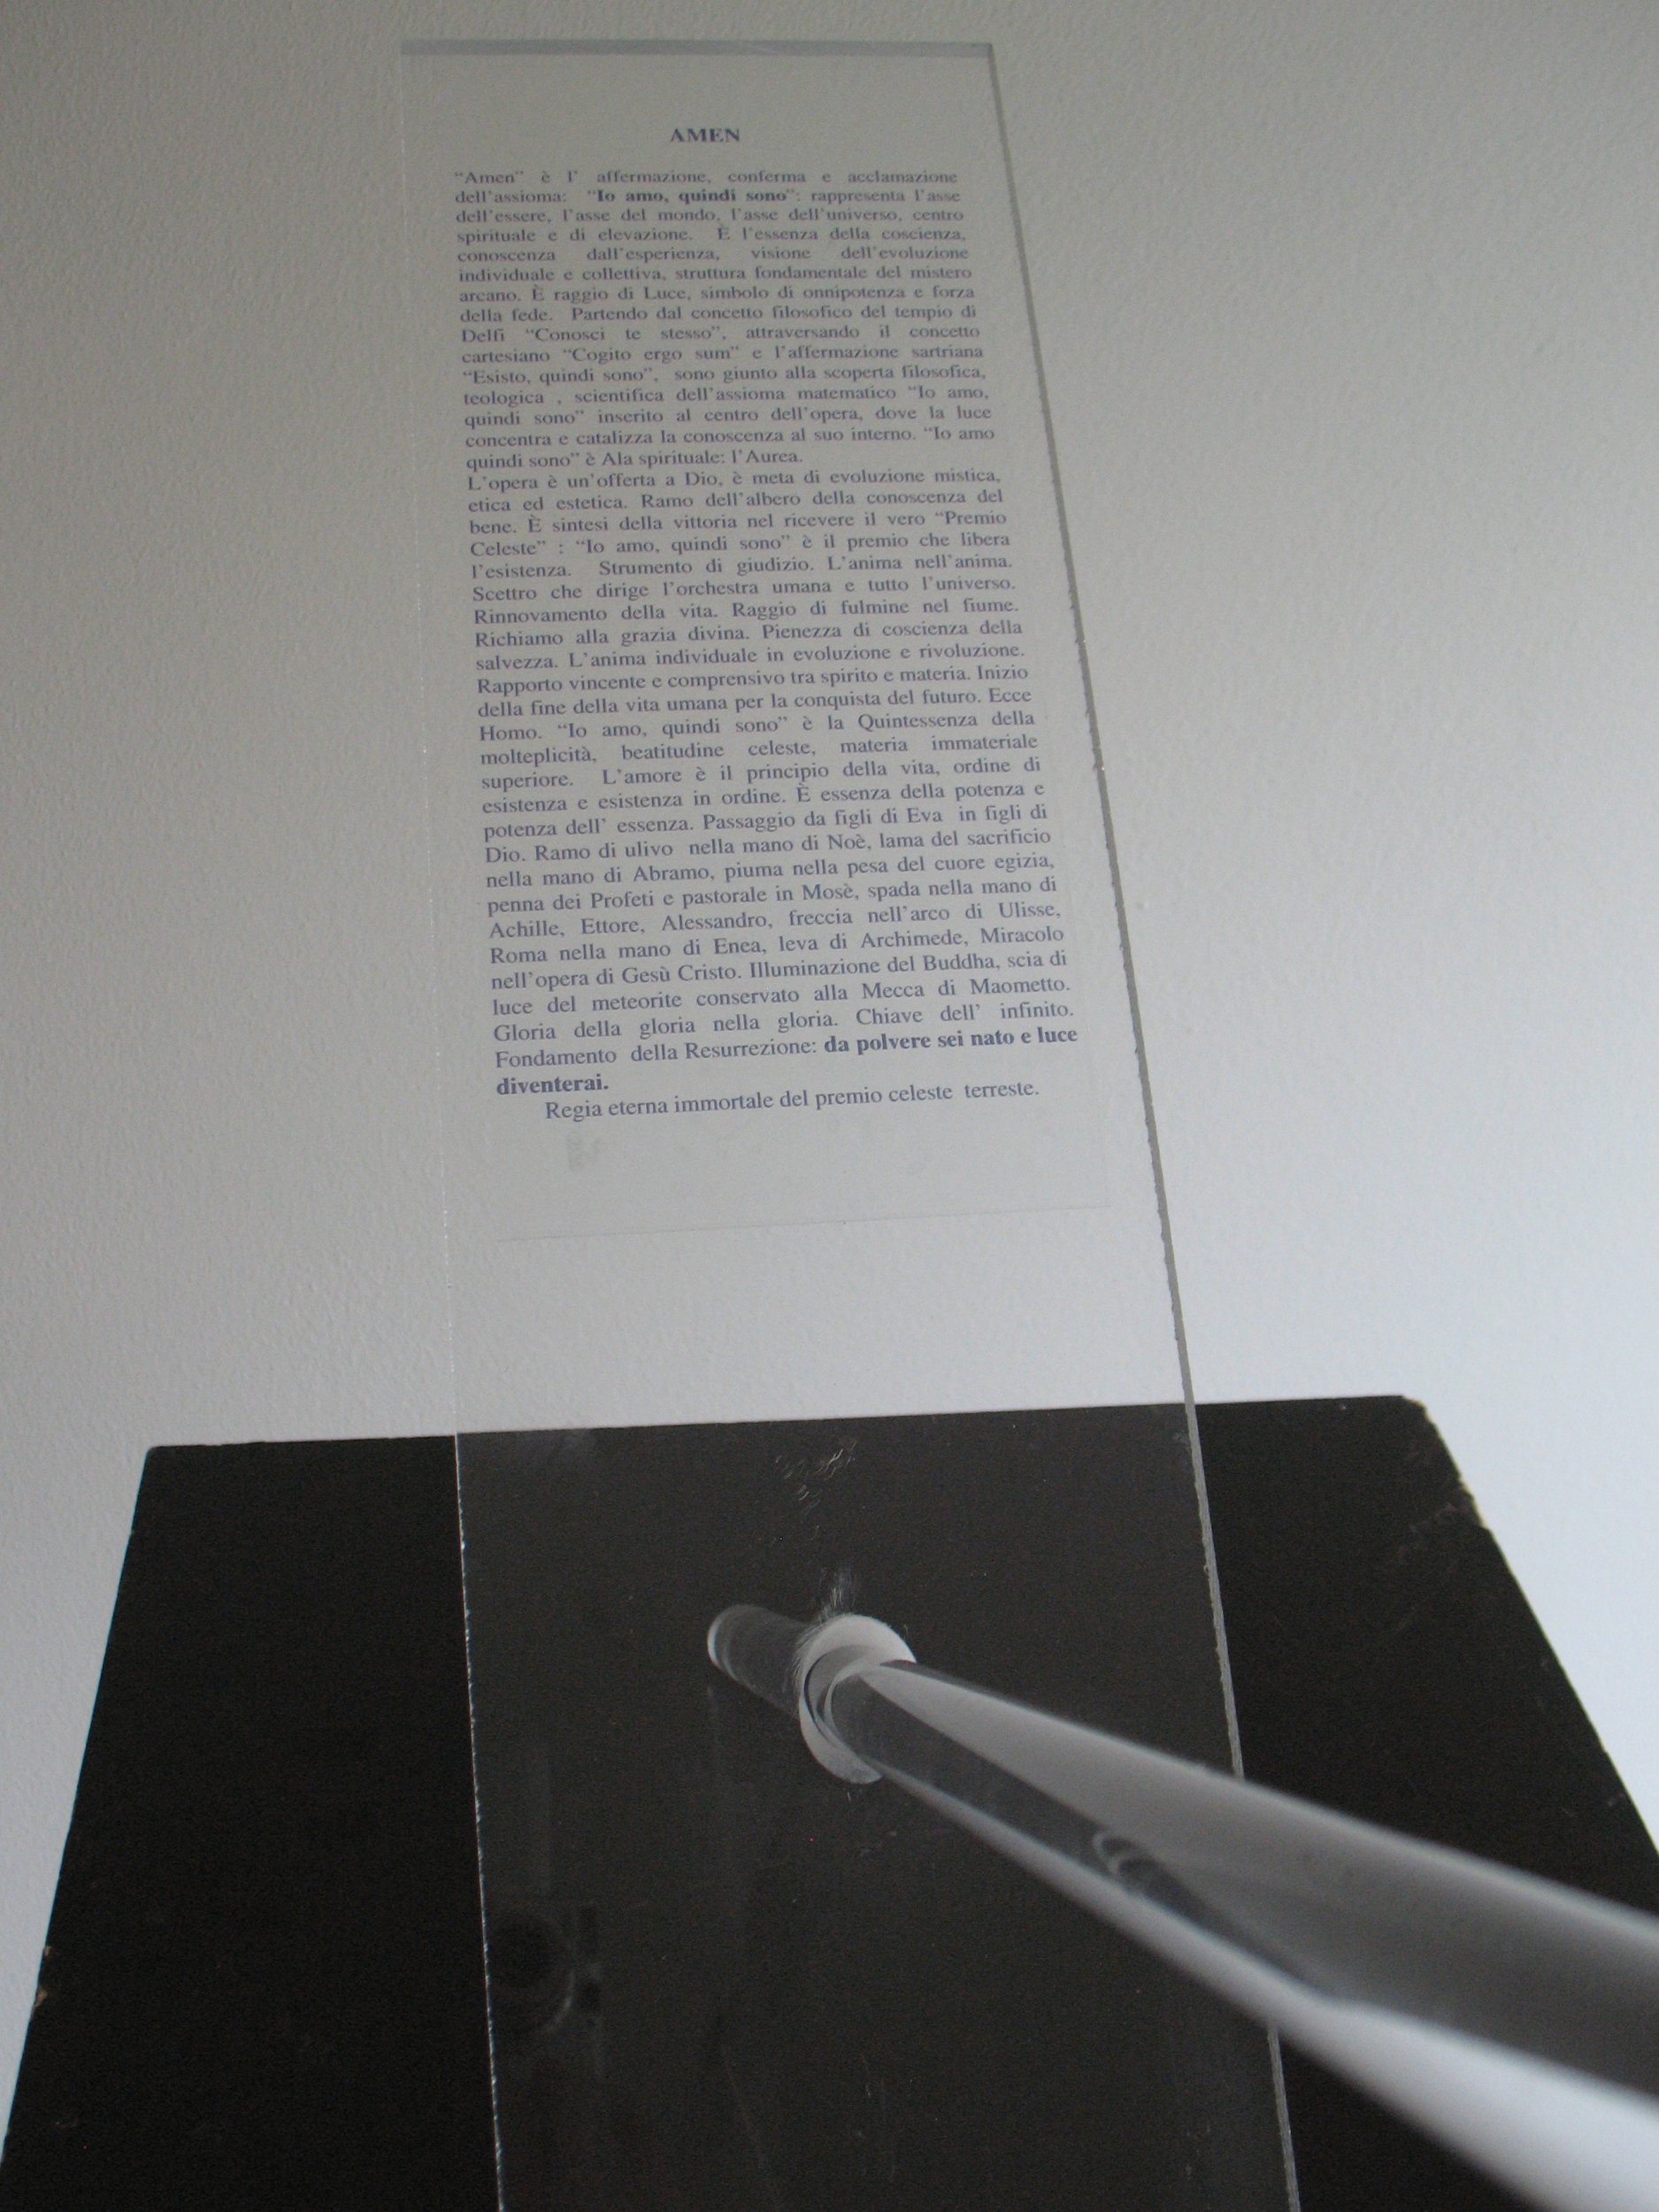 AMEN
“Amen” è l’ affermazione, conferma e acclamazione
dell’assioma: “Io amo, quindi sono”: rappresenta l’asse
dell’essere, l’asse del mondo, l’asse dell’universo, centro
spirituale e di elevazione. È l’essenza della coscienza,
conoscenza dall’esperienza, visione dell’evoluzione
individuale e collettiva, struttura fondamentale del mistero
arcano. È raggio di Luce, simbolo di onnipotenza e forza
della fede. Partendo dal concetto filosofico del tempio di
Delfi “Conosci te stesso”, attraversando il concetto
cartesiano “Cogito ergo sum” e l’affermazione sartriana
“Esisto, quindi sono”, sono giunto alla scoperta filosofica,
teologica , scientifica dell’assioma matematico “Io amo,
quindi sono” inserito al centro dell’opera, dove la luce
concentra e catalizza la conoscenza al suo interno. “Io amo
quindi sono” è Ala spirituale: l’Aurea.
L’opera è un’offerta a Dio, è meta di evoluzione mistica,
etica ed estetica. Ramo dell’albero della conoscenza del
bene. È sintesi della vittoria nel ricevere il vero “Premio
Celeste” : “Io amo, quindi sono” è il premio che libera
l’esistenza. Strumento di giudizio. L’anima nell’anima.
Scettro che dirige l’orchestra umana e tutto l’universo.
Rinnovamento della vita. Raggio di fulmine nel fiume.
Richiamo alla grazia divina. Pienezza di coscienza della
salvezza. L’anima individuale in evoluzione e rivoluzione.
Rapporto vincente e comprensivo tra spirito e materia. Inizio
della fine della vita umana per la conquista del futuro. Ecce
Homo. “Io amo, quindi sono” è la Quintessenza della
molteplicità, beatitudine celeste, materia immateriale
superiore. L’amore è il principio della vita, ordine di
esistenza e esistenza in ordine. È essenza della potenza e
potenza dell’ essenza. Passaggio da figli di Eva in figli di
Dio. Ramo di ulivo nella mano di Noè, lama del sacrificio
nella mano di Abramo, piuma nella pesa del cuore egizia,
penna dei Profeti e pastorale in Mosè, spada nella mano di
Achille, Ettore, Alessandro, freccia nell’arco di Ulisse,
Roma nella mano di Enea, leva di Archimede, Miracolo
nell’opera di Gesù Cristo. Illuminazione del Buddha, scia di
luce del meteorite conservato alla Mecca di Maometto.
Gloria della gloria nella gloria. Chiave dell’ infinito.
Fondamento della Resurrezione: da polvere sei nato e luce
diventerai.
Regia eterna immortale del premio celeste terreste.